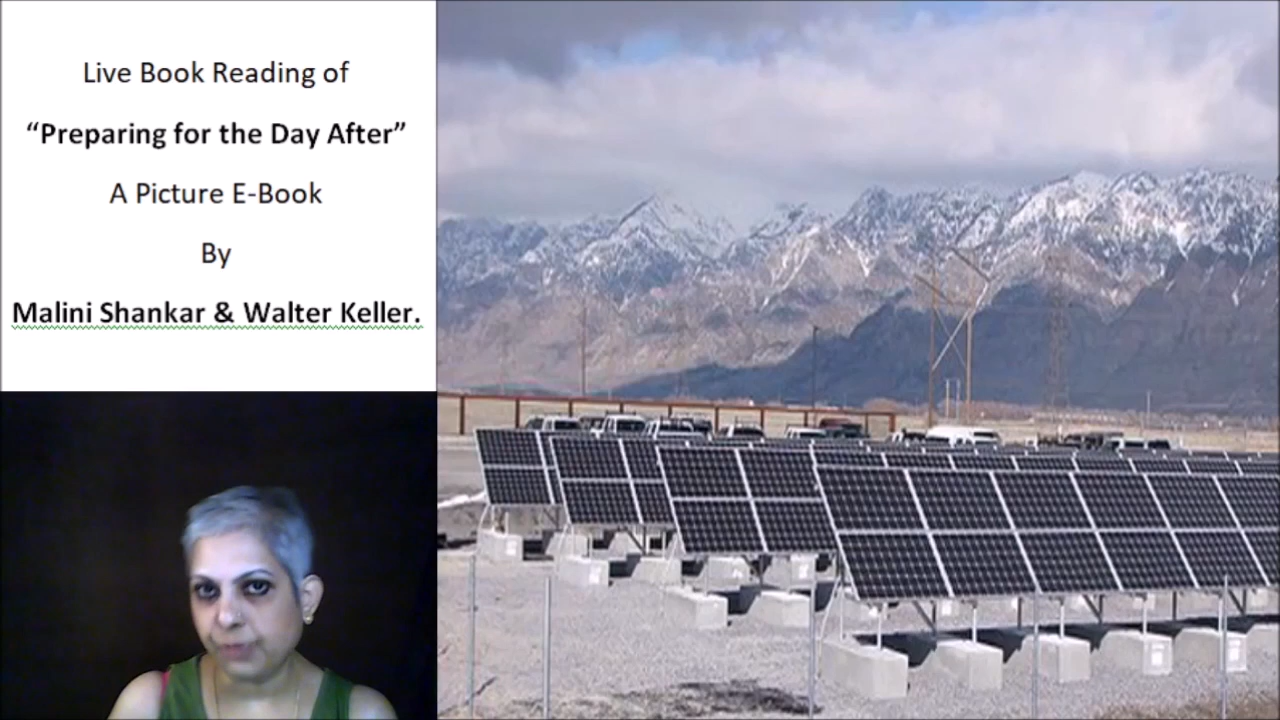 Live Book Reading of
“Preparing for the Day After”
A Picture E-Book
By
Malini Shankar & Walter Keller.